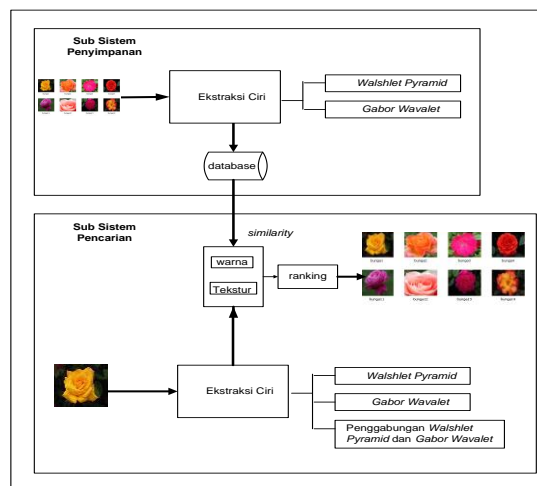 Sub Sistem
Penyimpanan
Ekstraksi Ciri
Walshlet Pyramid
Gabor Wavalet
database
Sub Sistem
Pencarian
similarity
warna
Tekstur
ranking
Ekstraksi Ciri
Walshlet Pyramid
Gabor Wavalet
Penggabungan Walshlet
Pyramid dan Gabor Wavalet